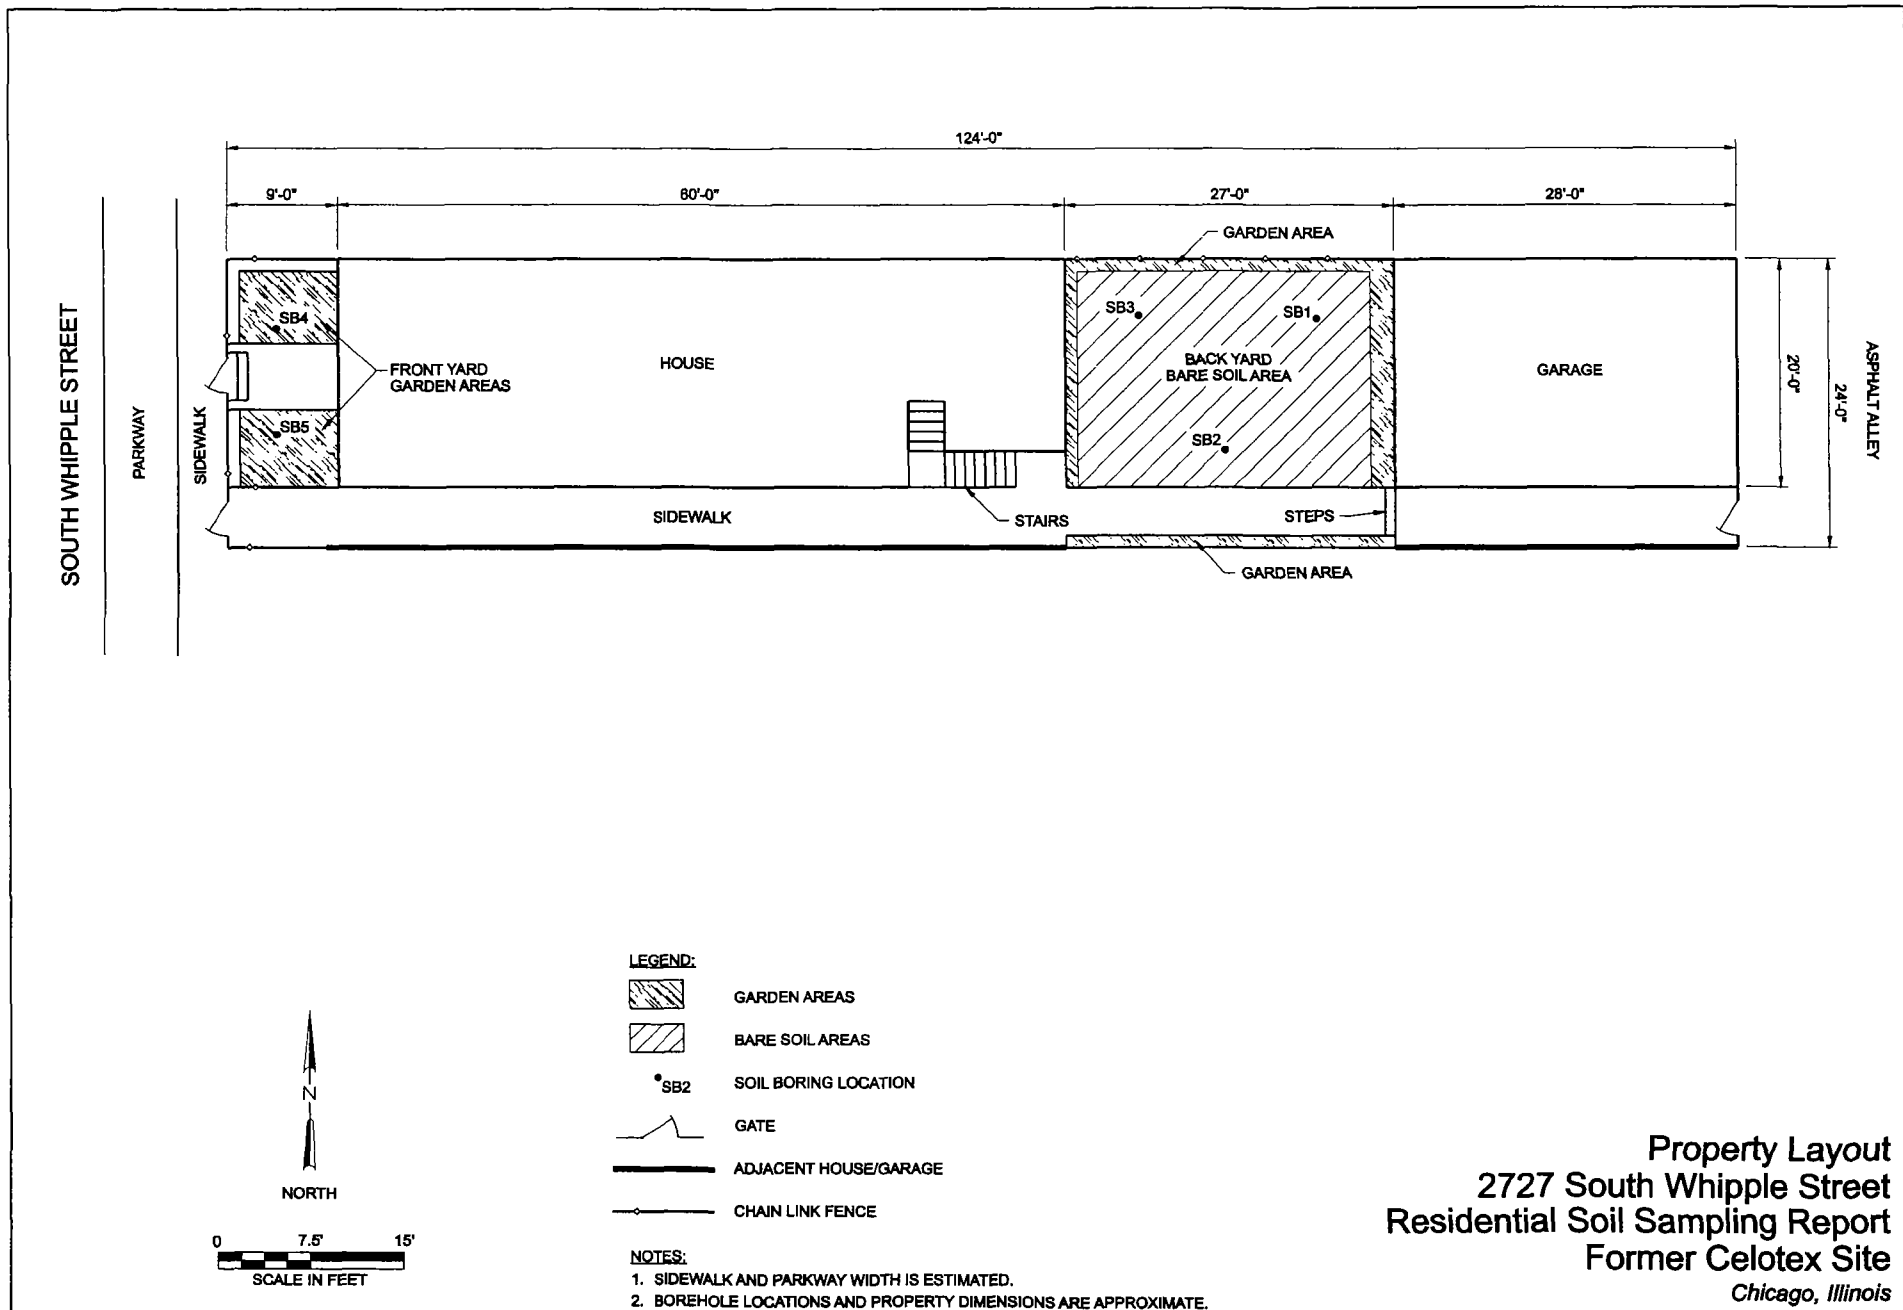 124'-0"
9'-0"
60'-0"
27'-0"
28'-0"
GARDEN AREA
SOUTH WHIPPLE STREET
PARKWAY
SIDEWALK
SB4
FRONT YARD
GARDEN AREAS
SB5
HOUSE
SB3
SB1
BACK YARD
BARE SOIL AREA
SB2
GARAGE
20'-0"
24'-0"
ASPHALT ALLEY
SIDEWALK
STAIRS
STEPS
GARDEN AREA
LEGEND:
GARDEN AREAS
BARE SOIL AREAS
SB2
SOIL BORING LOCATION
GATE
ADJACENT HOUSE/GARAGE
CHAIN LINK FENCE
N
NORTH
0 7.5' 15'
SCALE IN FEET
NOTES:
1. SIDEWALK AND PARKWAY WIDTH IS ESTIMATED.
2. BOREHOLE LOCATIONS AND PROPERTY DIMENSIONS ARE APPROXIMATE.
Property Layout
2727 South Whipple Street
Residential Soil Sampling Report
Former Celotex Site
Chicago, Illinois